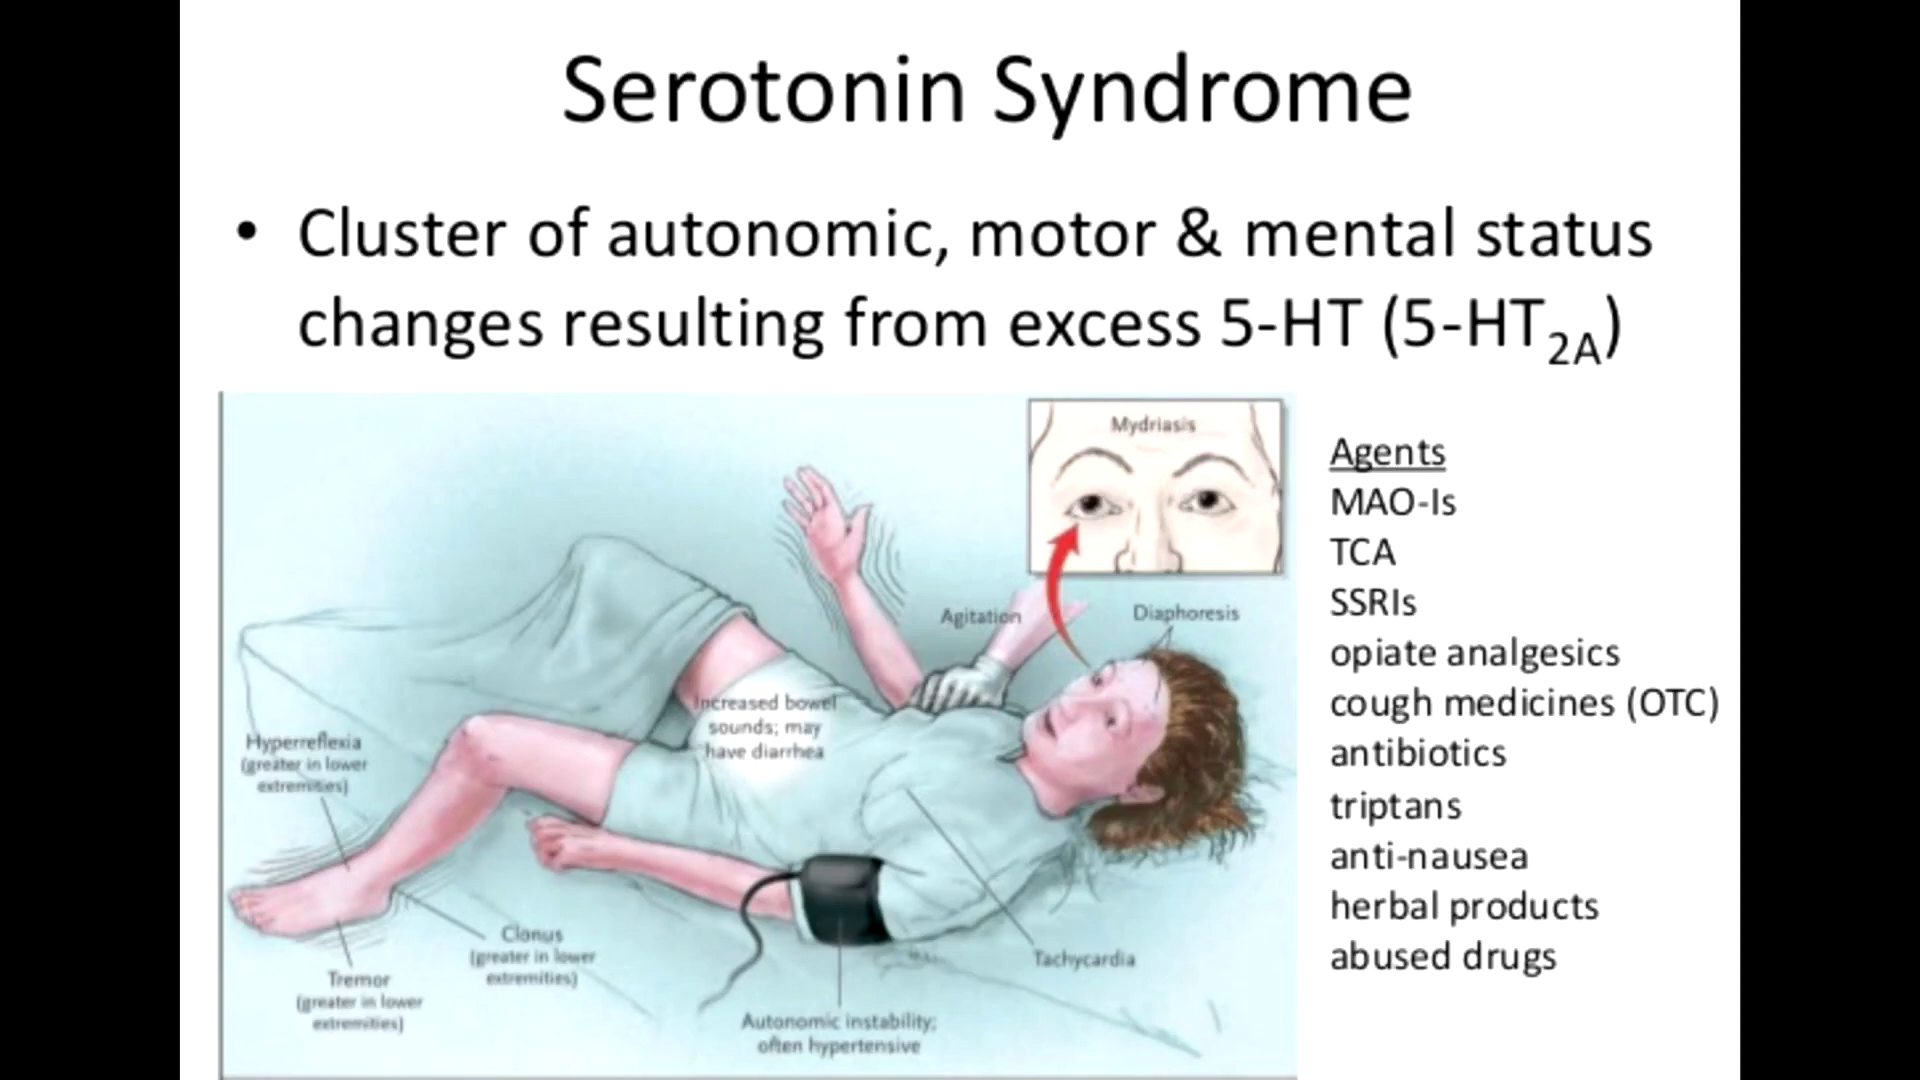 Serotonin Syndrome
• Cluster of autonomic, motor & mental status
changes resulting from excess 5-HT (5-HT2A)
Mydriasis
Agitation
Diaphoresis
Increased bowel
sounds; may
have diarrhea
Hyperreflexia
(greater in lower
extremities)
Clonus
(greater in lower
extremities)
Tremor
(greater in lower
extremities)
Tachycardia
Autonomic instability;
often hypertensive
Agents
MAO-Is
TCA
SSRIs
opiate analgesics
cough medicines (OTC)
antibiotics
triptans
anti-nausea
herbal products
abused drugs